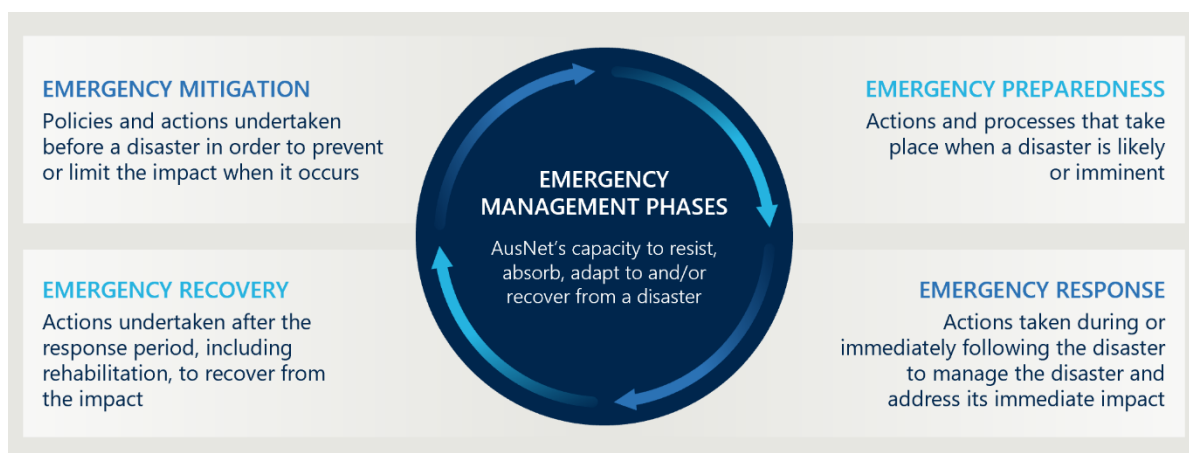 EMERGENCY MITIGATION
Policies and actions undertaken
before a disaster in order to prevent
or limit the impact when it occurs
EMERGENCY PREPAREDNESS
Actions and processes that take
place when a disaster is likely
or imminent
EMERGENCY
MANAGEMENT PHASES
AusNet’s capacity to resist,
absorb, adapt to and/or
recover from a disaster
EMERGENCY RECOVERY
Actions undertaken after the
response period, including
rehabilitation, to recover from
the impact
EMERGENCY RESPONSE
Actions taken during or
immediately following the disaster
to manage the disaster and
address its immediate impact